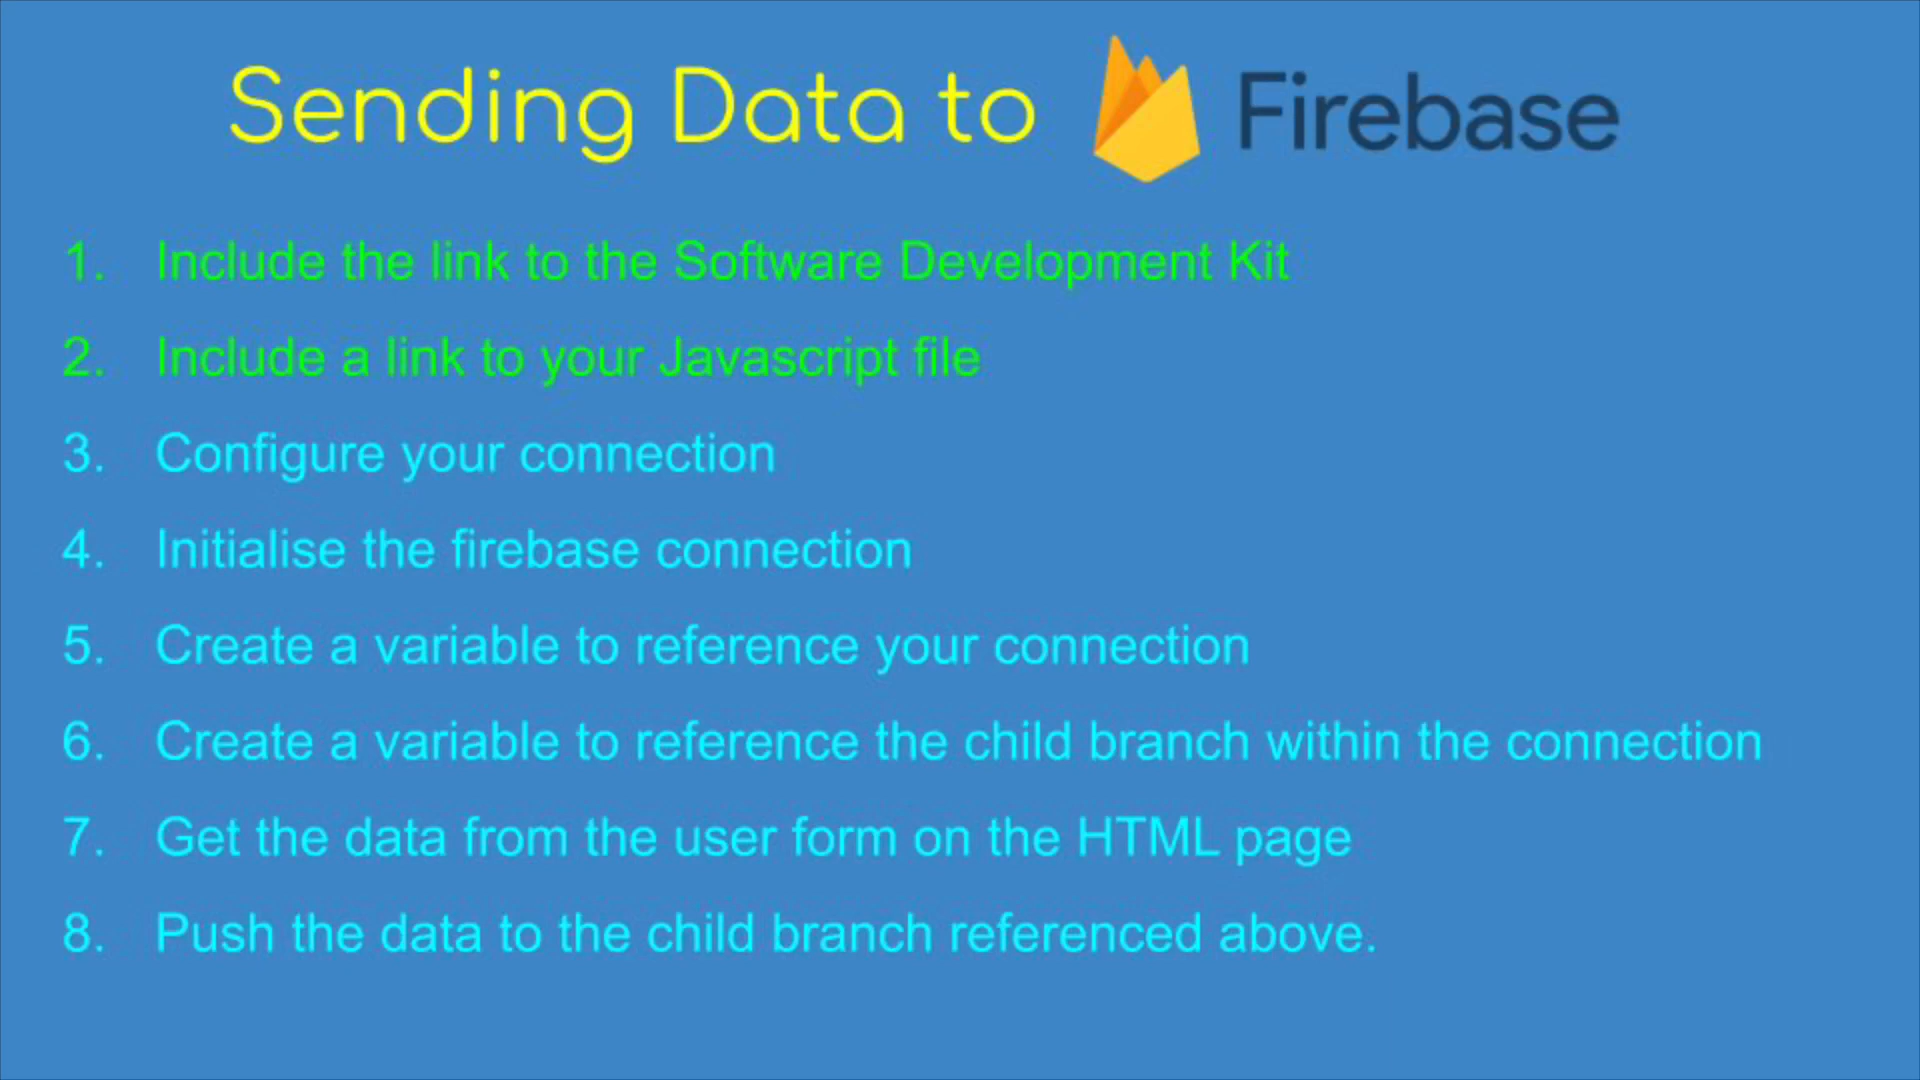 Sending Data to Firebase
1. Include the link to the Software Development Kit
2. Include a link to your Javascript file
3. Configure your connection
4. Initialise the firebase connection
5. Create a variable to reference your connection
6. Create a variable to reference the child branch within the connection
7. Get the data from the user form on the HTML page
8. Push the data to the child branch referenced above.